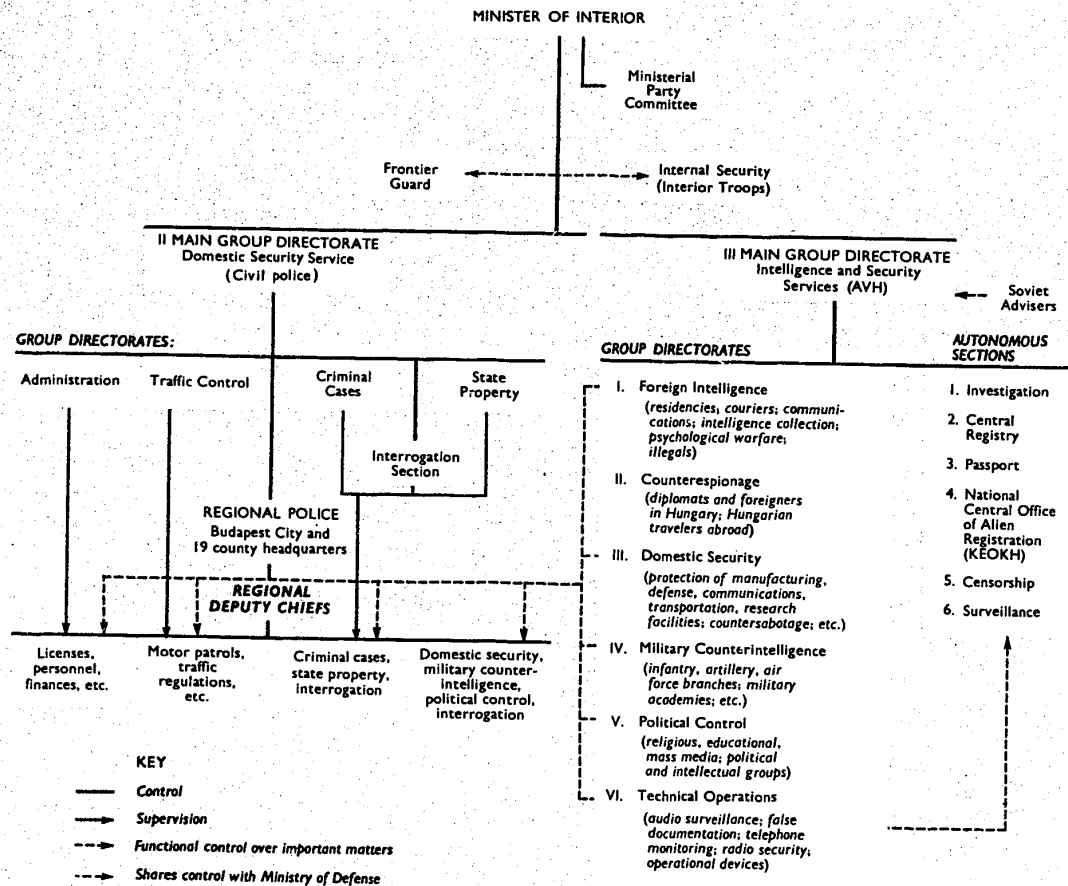 MINISTER OF INTERIOR
Ministerial
Party
Committee
Frontier
Guard
Internal Security
(Interior Troops)
II MAIN GROUP DIRECTORATE
Domestic Security Service
(Civil police)
III MAIN GROUP DIRECTORATE
Intelligence and Security
Services (AVH)
Soviet
Advisers
GROUP DIRECTORATES:
Administration
Traffic Control
Criminal
Cases
State
Property
Interrogation
Section
REGIONAL POLICE
Budapest City and
19 county headquarters
REGIONAL
DEPUTY CHIEFS
Licenses,
personnel,
finances, etc.
Motor patrols,
traffic
regulations,
etc.
Criminal cases,
state property,
interrogation
Domestic security,
military counter-
intelligence,
political control,
interrogation
GROUP DIRECTORATES
I. Foreign Intelligence
(residencies; couriers; communi-
cations; intelligence collection;
psychological warfare;
illegals)
II. Counterespionage
(diplomats and foreigners
in Hungary; Hungarian
travelers abroad)
III. Domestic Security
(protection of manufacturing,
defense, communications,
transportation, research
facilities; countersabotage; etc.)
IV. Military Counterintelligence
(infantry, artillery, air
force branches; military
academies; etc.)
V. Political Control
(religious, educational,
mass media; political
and intellectual groups)
VI. Technical Operations
(audio surveillance; false
documentation; telephone
monitoring; radio security;
operational devices)
AUTONOMOUS
SECTIONS
1. Investigation
2. Central
Registry
3. Passport
4. National
Central Office
of Alien
Registration
(KEOKH)
5. Censorship
6. Surveillance
KEY
Control
Supervision
Functional control over important matters
Shares control with Ministry of Defense